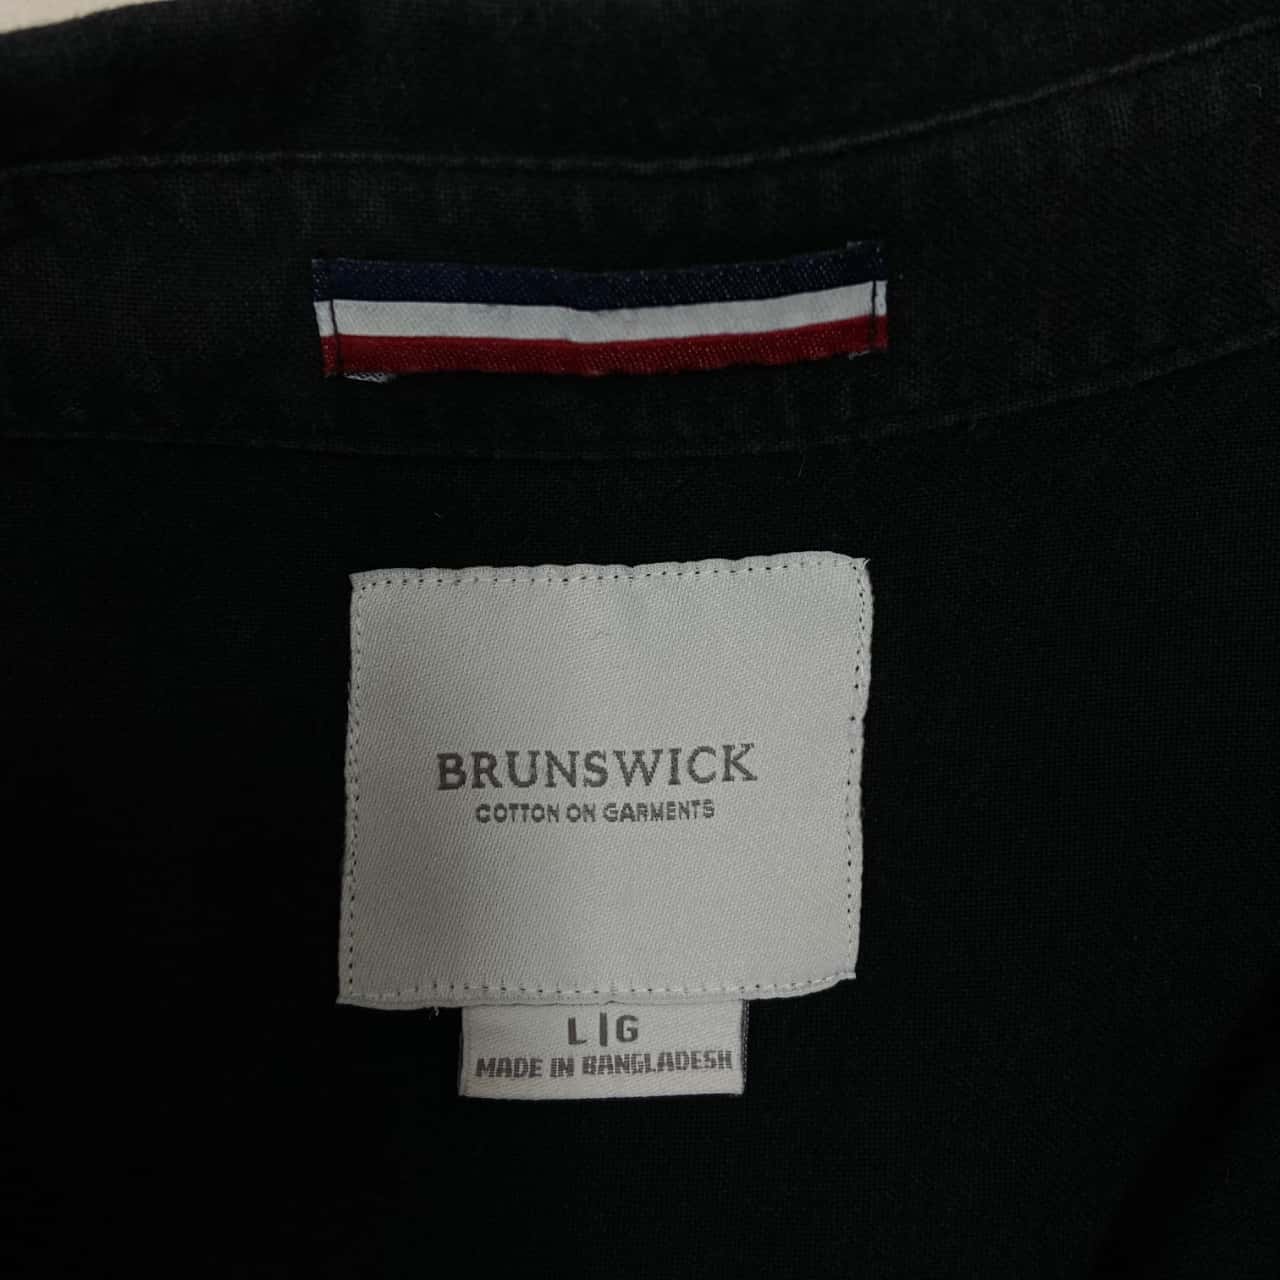 BRUNSWICK
COTTON ON GARMENTS
L|G
MADE IN BANGLADESH